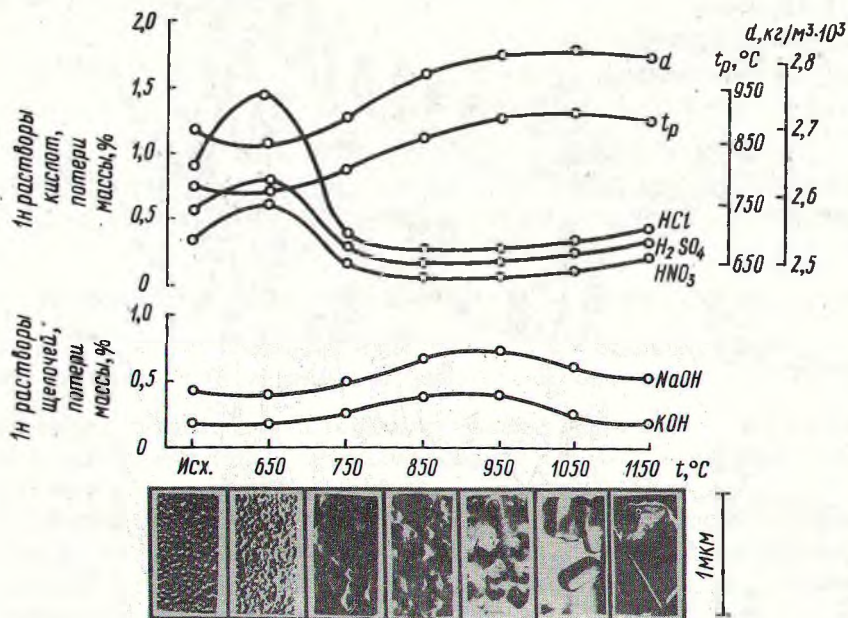 1н растворы
кислот,
потери
массы,%
2,0
1,5
1,0
0,5
0
d
tp
HCl
H2SO4
HNO3
tp,°C
950
850
750
650
d,кг/м³·10³
2,8
2,7
2,6
2,5
1н растворы
щелочей,
потери
массы,%
1,0
0,5
0
NaOH
KOH
Исх. 650 750 850 950 1050 1150 t,°C
1мкм